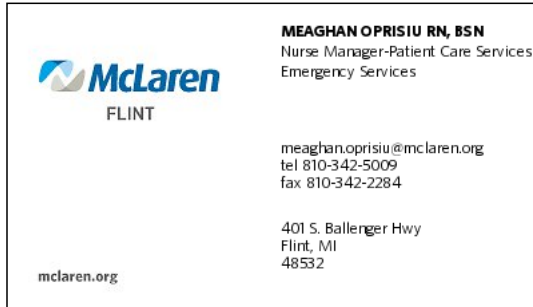 McLaren
FLINT
mclaren.org
MEAGHAN OPRISIU RN, BSN
Nurse Manager-Patient Care Services
Emergency Services
meaghan.oprisiu@mclaren.org
tel 810-342-5009
fax 810-342-2284
401 S. Ballenger Hwy
Flint, MI
48532